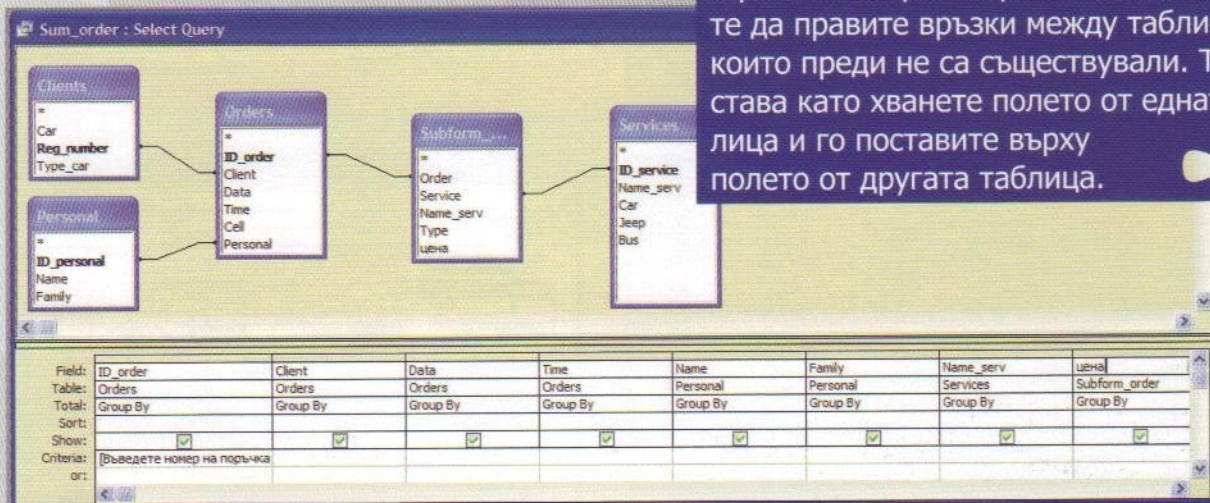 те да правите връзки между табли
които преди не са съществували. Т
става като хванете полето от еднат
лица и го поставите върху
полето от другата таблица.
Sum_order : Select Query
Clients
*
Car
Reg_number
Type_car
Personal
*
ID_personal
Name
Family
Orders
*
ID_order
Client
Data
Time
Cell
Personal
Subform_...
*
Order
Service
Name_serv
Type
цена
Services
*
ID_service
Name_serv
Car
Jeep
Bus
Field: ID_order Client Data Time Name Family Name_serv цена
Table: Orders Orders Orders Orders Personal Personal Services Subform_order
Total: Group By Group By Group By Group By Group By Group By Group By Group By
Sort:
Show:
Criteria: [Въведете номер на поръчка
or: